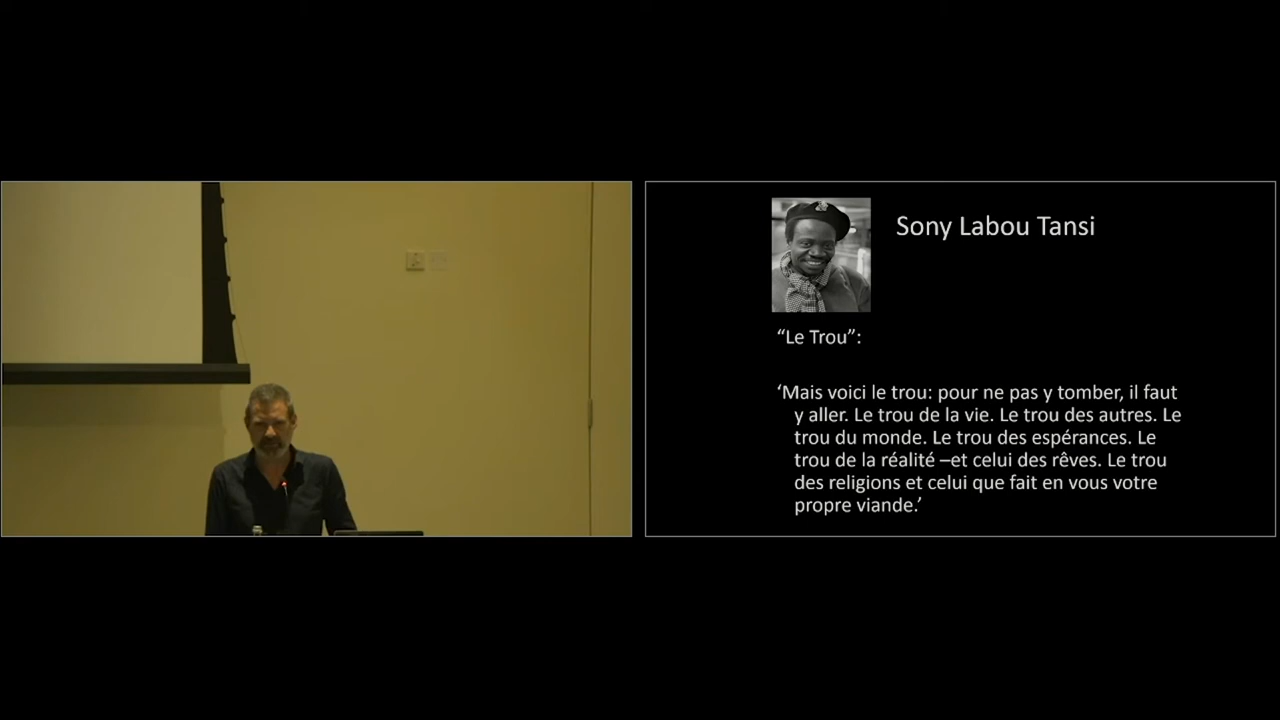 Sony Labou Tansi
“Le Trou”:
‘Mais voici le trou: pour ne pas y tomber, il faut
y aller. Le trou de la vie. Le trou des autres. Le
trou du monde. Le trou des espérances. Le
trou de la réalité –et celui des rêves. Le trou
des religions et celui que fait en vous votre
propre viande.’